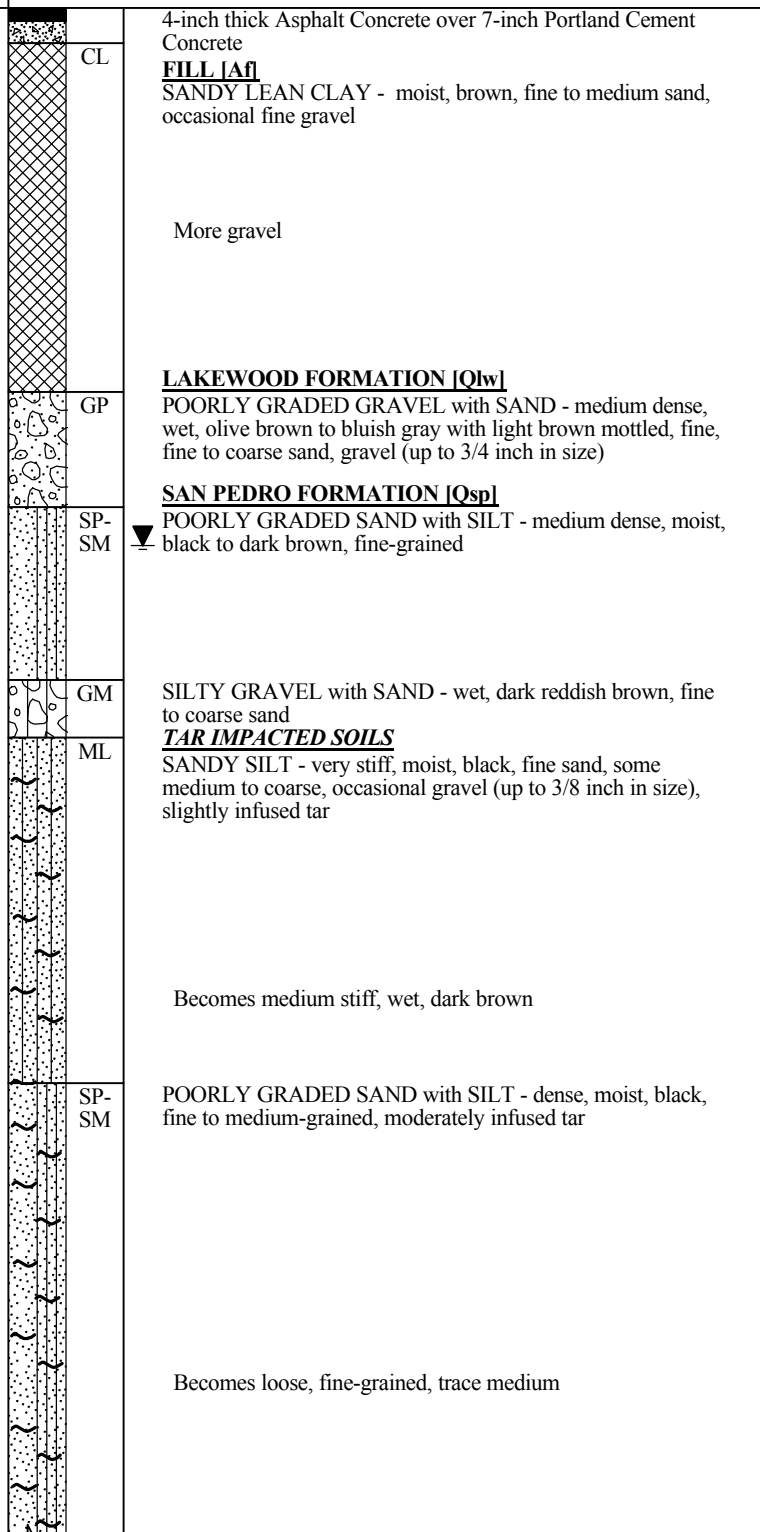 4-inch thick Asphalt Concrete over 7-inch Portland Cement
Concrete
CL
FILL [Af]
SANDY LEAN CLAY - moist, brown, fine to medium sand,
occasional fine gravel
More gravel
LAKEWOOD FORMATION [Qlw]
GP
POORLY GRADED GRAVEL with SAND - medium dense,
wet, olive brown to bluish gray with light brown mottled, fine,
fine to coarse sand, gravel (up to 3/4 inch in size)
SAN PEDRO FORMATION [Qsp]
SP-
SM
POORLY GRADED SAND with SILT - medium dense, moist,
black to dark brown, fine-grained
GM
SILTY GRAVEL with SAND - wet, dark reddish brown, fine
to coarse sand
TAR IMPACTED SOILS
ML
SANDY SILT - very stiff, moist, black, fine sand, some
medium to coarse, occasional gravel (up to 3/8 inch in size),
slightly infused tar
Becomes medium stiff, wet, dark brown
SP-
SM
POORLY GRADED SAND with SILT - dense, moist, black,
fine to medium-grained, moderately infused tar
Becomes loose, fine-grained, trace medium